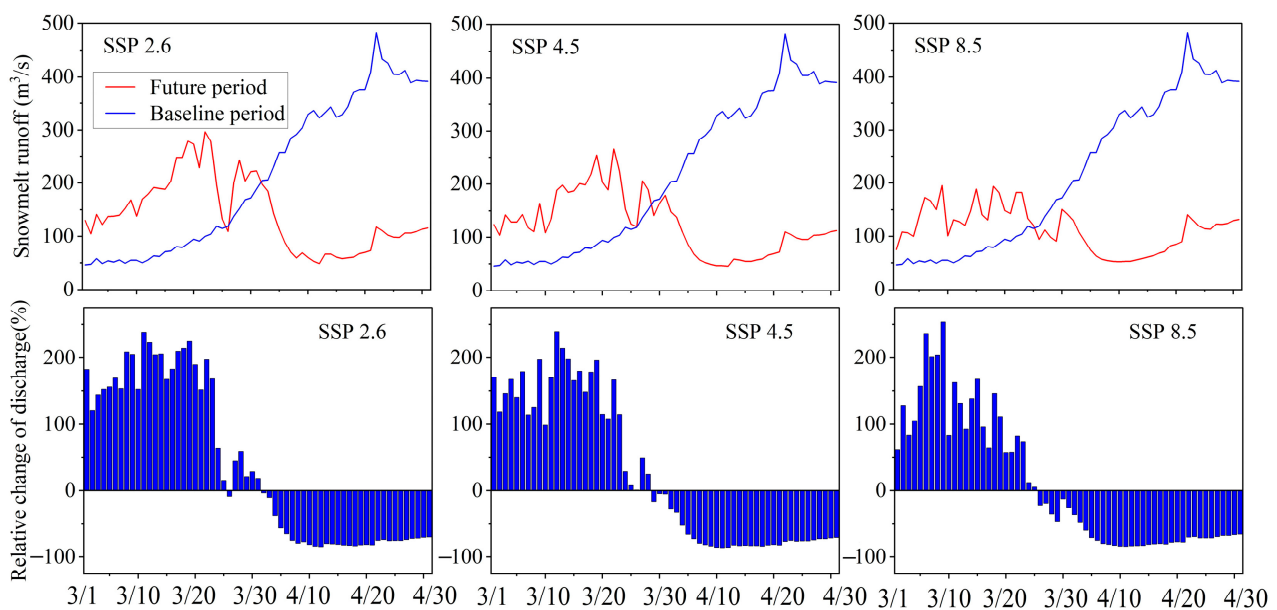 500
400
300
200
100
0
Snowmelt runoff (m³/s)
SSP 2.6
Future period
Baseline period
500
400
300
200
100
0
SSP 4.5
500
400
300
200
100
0
SSP 8.5
200
100
0
−100
Relative change of discharge(%)
SSP 2.6
3/1 3/10 3/20 3/30 4/10 4/20 4/30
200
100
0
−100
SSP 4.5
3/1 3/10 3/20 3/30 4/10 4/20 4/30
200
100
0
−100
SSP 8.5
3/1 3/10 3/20 3/30 4/10 4/20 4/30